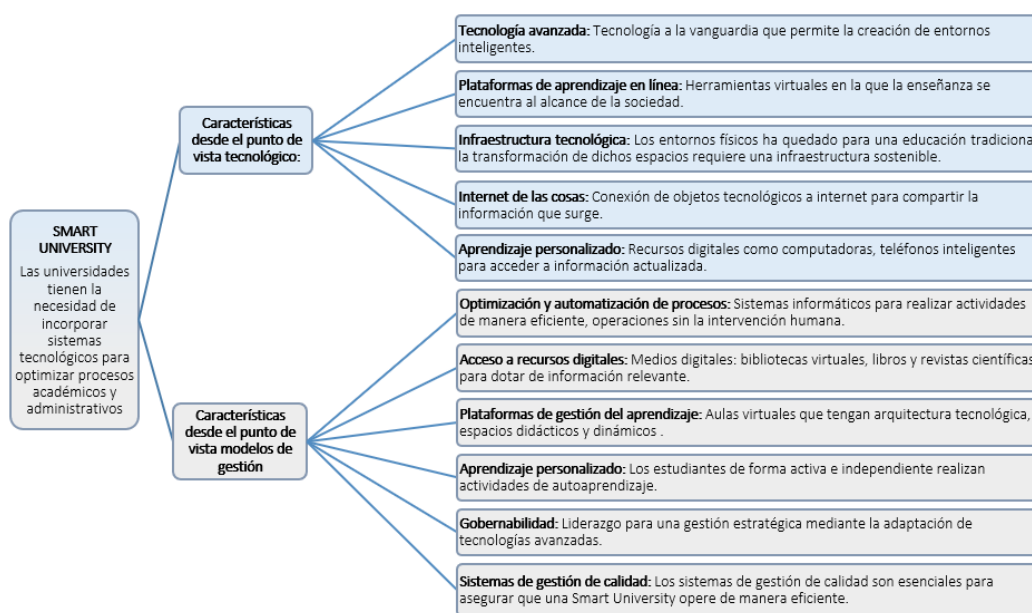 SMART
UNIVERSITY
Las universidades
tienen la
necesidad de
incorporar
sistemas
tecnológicos para
optimizar procesos
académicos y
administrativos
Características
desde el punto de
vista tecnológico:
Tecnología avanzada: Tecnología a la vanguardia que permite la creación de entornos
inteligentes.
Plataformas de aprendizaje en línea: Herramientas virtuales en la que la enseñanza se
encuentra al alcance de la sociedad.
Infraestructura tecnológica: Los entornos físicos ha quedado para una educación tradiciona
la transformación de dichos espacios requiere una infraestructura sostenible.
Internet de las cosas: Conexión de objetos tecnológicos a internet para compartir la
información que surge.
Aprendizaje personalizado: Recursos digitales como computadoras, teléfonos inteligentes
para acceder a información actualizada.
Características
desde el punto de
vista modelos de
gestión
Optimización y automatización de procesos: Sistemas informáticos para realizar actividades
de manera eficiente, operaciones sin la intervención humana.
Acceso a recursos digitales: Medios digitales: bibliotecas virtuales, libros y revistas científicas
para dotar de información relevante.
Plataformas de gestión del aprendizaje: Aulas virtuales que tengan arquitectura tecnológica,
espacios didácticos y dinámicos .
Aprendizaje personalizado: Los estudiantes de forma activa e independiente realizan
actividades de autoaprendizaje.
Gobernabilidad: Liderazgo para una gestión estratégica mediante la adaptación de
tecnologías avanzadas.
Sistemas de gestión de calidad: Los sistemas de gestión de calidad son esenciales para
asegurar que una Smart University opere de manera eficiente.